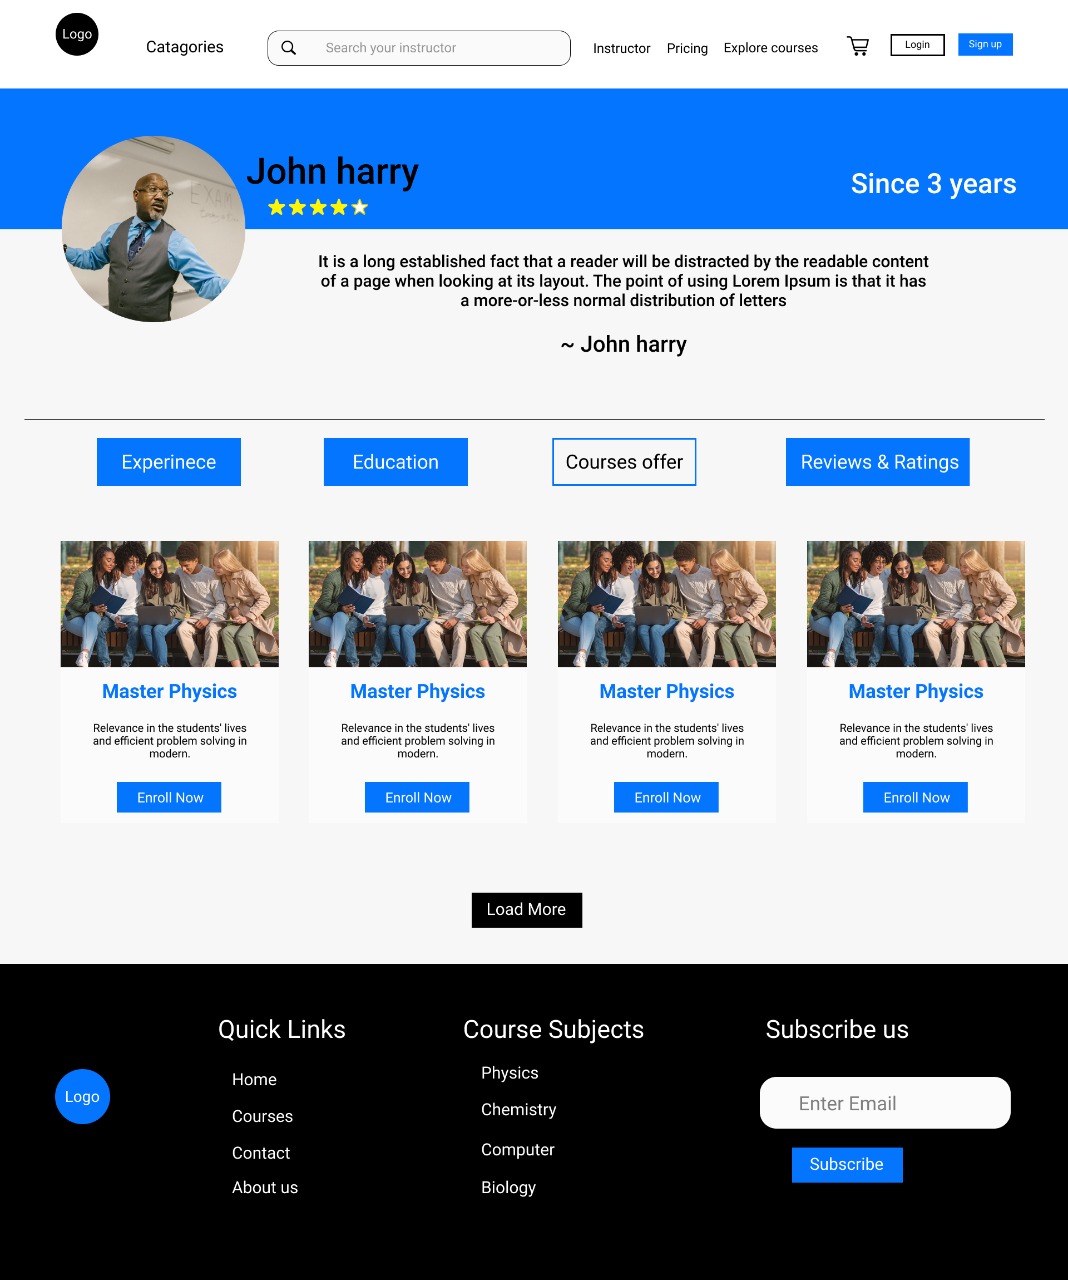 Logo
Catagories
Search your instructor
Instructor
Pricing
Explore courses
Login
Sign up
John harry
Since 3 years
EXAM
It is a long established fact that a reader will be distracted by the readable content
of a page when looking at its layout. The point of using Lorem Ipsum is that it has
a more-or-less normal distribution of letters
~ John harry
Experinece
Education
Courses offer
Reviews & Ratings
Master Physics
Relevance in the students' lives
and efficient problem solving in
modern.
Enroll Now
Master Physics
Relevance in the students' lives
and efficient problem solving in
modern.
Enroll Now
Master Physics
Relevance in the students' lives
and efficient problem solving in
modern.
Enroll Now
Master Physics
Relevance in the students' lives
and efficient problem solving in
modern.
Enroll Now
Load More
Logo
Quick Links
Home
Courses
Contact
About us
Course Subjects
Physics
Chemistry
Computer
Biology
Subscribe us
Enter Email
Subscribe